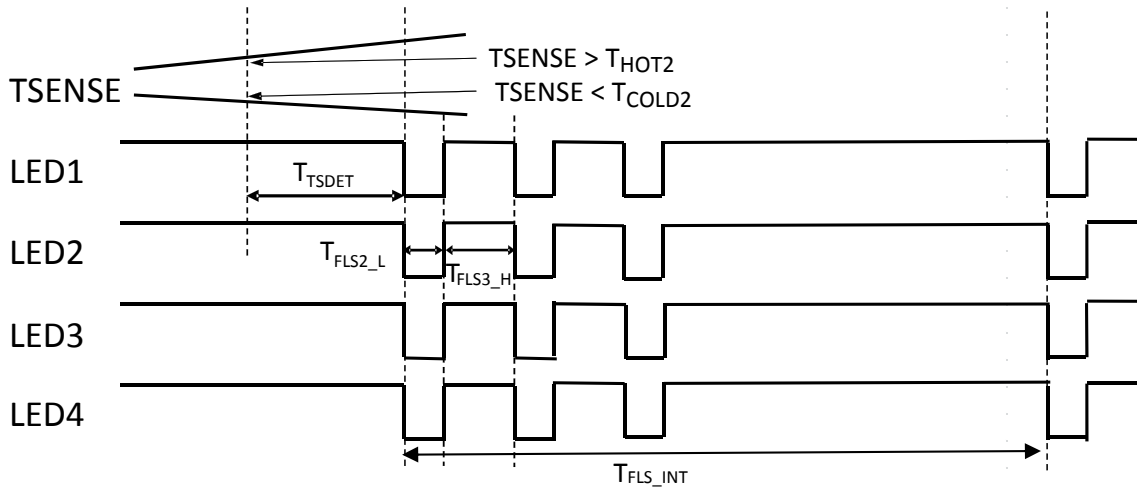 TSENSE > THOT2
TSENSE
TSENSE < TCOLD2
LED1
TTSDET
LED2
TFLS2_L
TFLS3_H
LED3
LED4
TFLS_INT